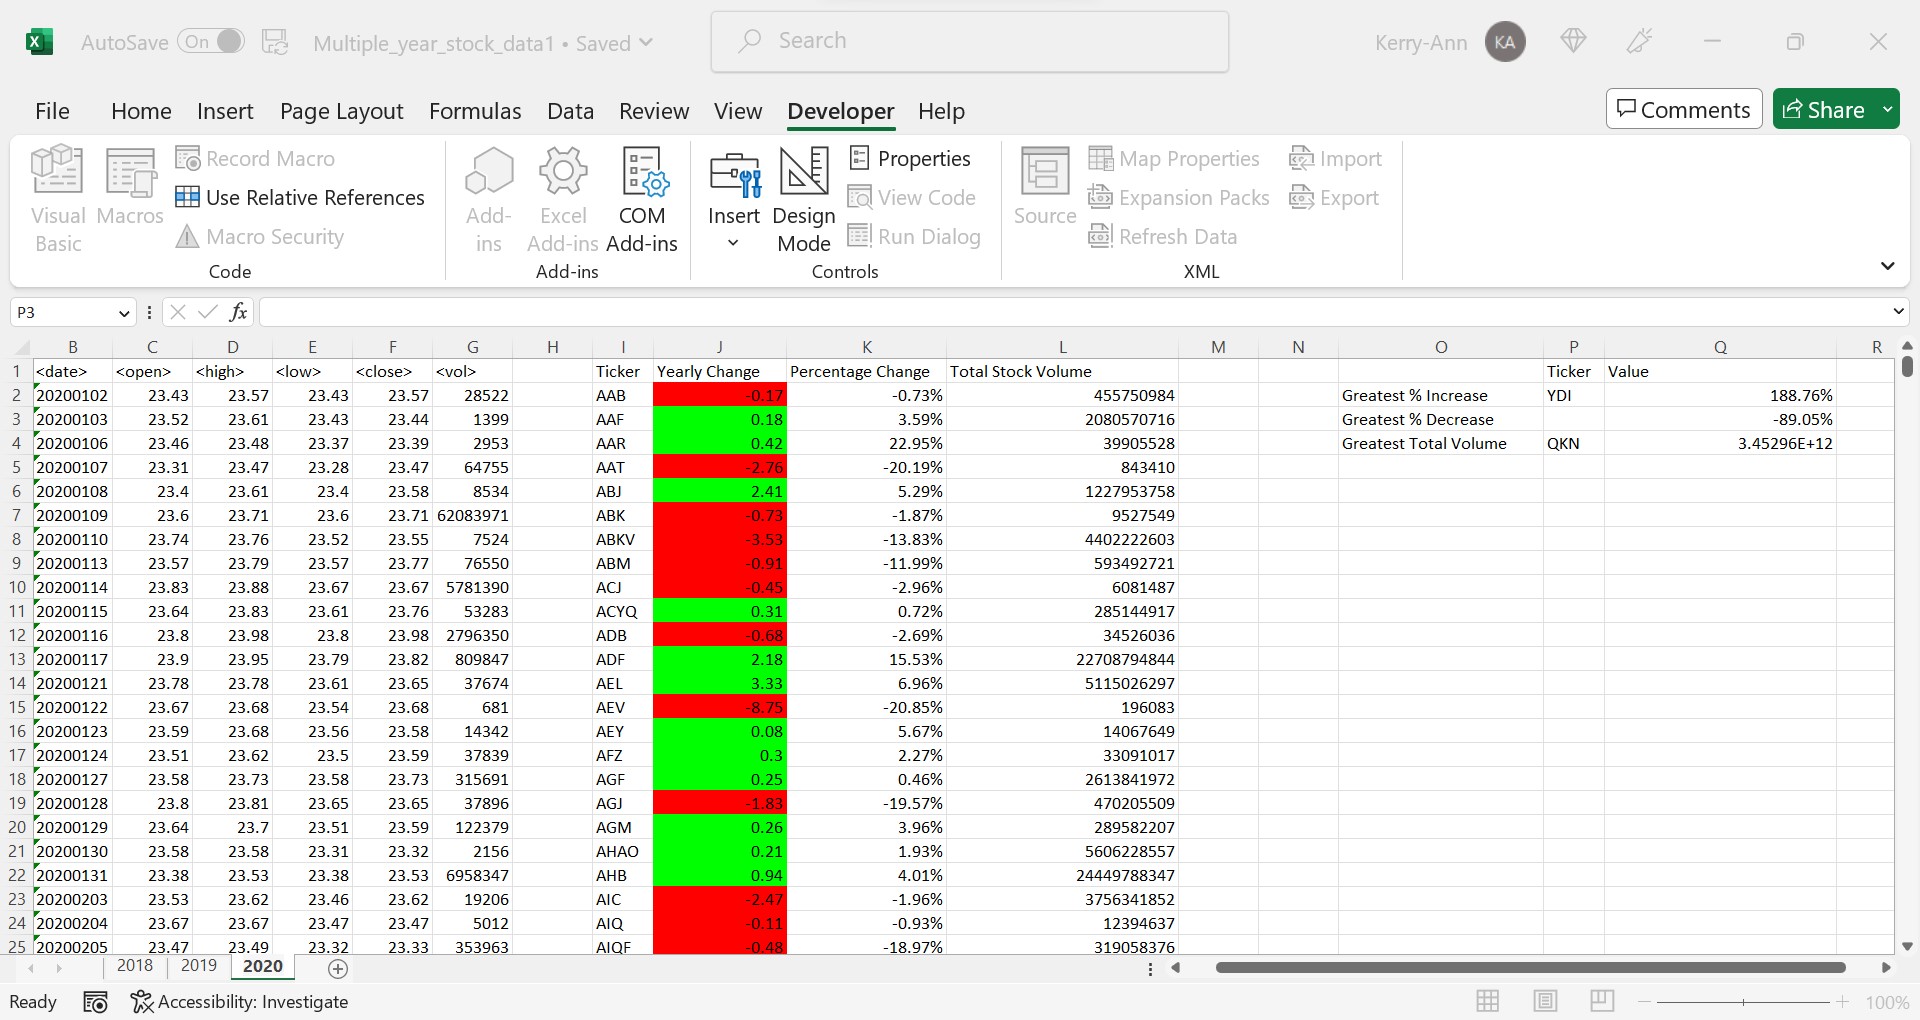 AutoSave On Multiple_year_stock_data1 • Saved Search Kerry-Ann KA
File Home Insert Page Layout Formulas Data Review View Developer Help Comments Share
Visual Basic Macros Record Macro Use Relative References Macro Security Code
Add-ins Excel Add-ins COM Add-ins Add-ins
Insert Design Mode Properties View Code Run Dialog Controls
Source Map Properties Expansion Packs Refresh Data Import Export XML
P3 fx
B C D E F G H I J K L M N O P Q R
1 <date> <open> <high> <low> <close> <vol> Ticker Yearly Change Percentage Change Total Stock Volume Ticker Value
2 20200102 23.43 23.57 23.43 23.57 28522 AAB -0.17 -0.73% 455750984 Greatest % Increase YDI 188.76%
3 20200103 23.52 23.61 23.43 23.44 1399 AAF 0.18 3.59% 2080570716 Greatest % Decrease -89.05%
4 20200106 23.46 23.48 23.37 23.39 2953 AAR 0.42 22.95% 39905528 Greatest Total Volume QKN 3.45296E+12
5 20200107 23.31 23.47 23.28 23.47 64755 AAT -2.76 -20.19% 843410
6 20200108 23.4 23.61 23.4 23.58 8534 ABJ 2.41 5.29% 1227953758
7 20200109 23.6 23.71 23.6 23.71 62083971 ABK -0.73 -1.87% 9527549
8 20200110 23.74 23.76 23.52 23.55 7524 ABKV -3.53 -13.83% 4402222603
9 20200113 23.57 23.79 23.57 23.77 76550 ABM -0.91 -11.99% 593492721
10 20200114 23.83 23.88 23.67 23.67 5781390 ACJ -0.45 -2.96% 6081487
11 20200115 23.64 23.83 23.61 23.76 53283 ACYQ 0.31 0.72% 285144917
12 20200116 23.8 23.98 23.8 23.98 2796350 ADB -0.68 -2.69% 34526036
13 20200117 23.9 23.95 23.79 23.82 809847 ADF 2.18 15.53% 22708794844
14 20200121 23.78 23.78 23.61 23.65 37674 AEL 3.33 6.96% 5115026297
15 20200122 23.67 23.68 23.54 23.68 681 AEV -8.75 -20.85% 196083
16 20200123 23.59 23.68 23.56 23.58 14342 AEY 0.08 5.67% 14067649
17 20200124 23.51 23.62 23.5 23.59 37839 AFZ 0.3 2.27% 33091017
18 20200127 23.58 23.73 23.58 23.73 315691 AGF 0.25 0.46% 2613841972
19 20200128 23.8 23.81 23.65 23.65 37896 AGJ -1.83 -19.57% 470205509
20 20200129 23.64 23.7 23.51 23.59 122379 AGM 0.26 3.96% 289582207
21 20200130 23.58 23.58 23.31 23.32 2156 AHAO 0.21 1.93% 5606228557
22 20200131 23.38 23.53 23.38 23.53 6958347 AHB 0.94 4.01% 24449788347
23 20200203 23.53 23.62 23.46 23.62 19206 AIC -2.47 -1.96% 3756341852
24 20200204 23.67 23.67 23.47 23.47 5012 AIQ -0.11 -0.93% 12394637
25 20200205 23.47 23.49 23.32 23.33 353963 AIQF -0.48 -18.97% 319058376
2018 2019 2020
Ready Accessibility: Investigate 100%